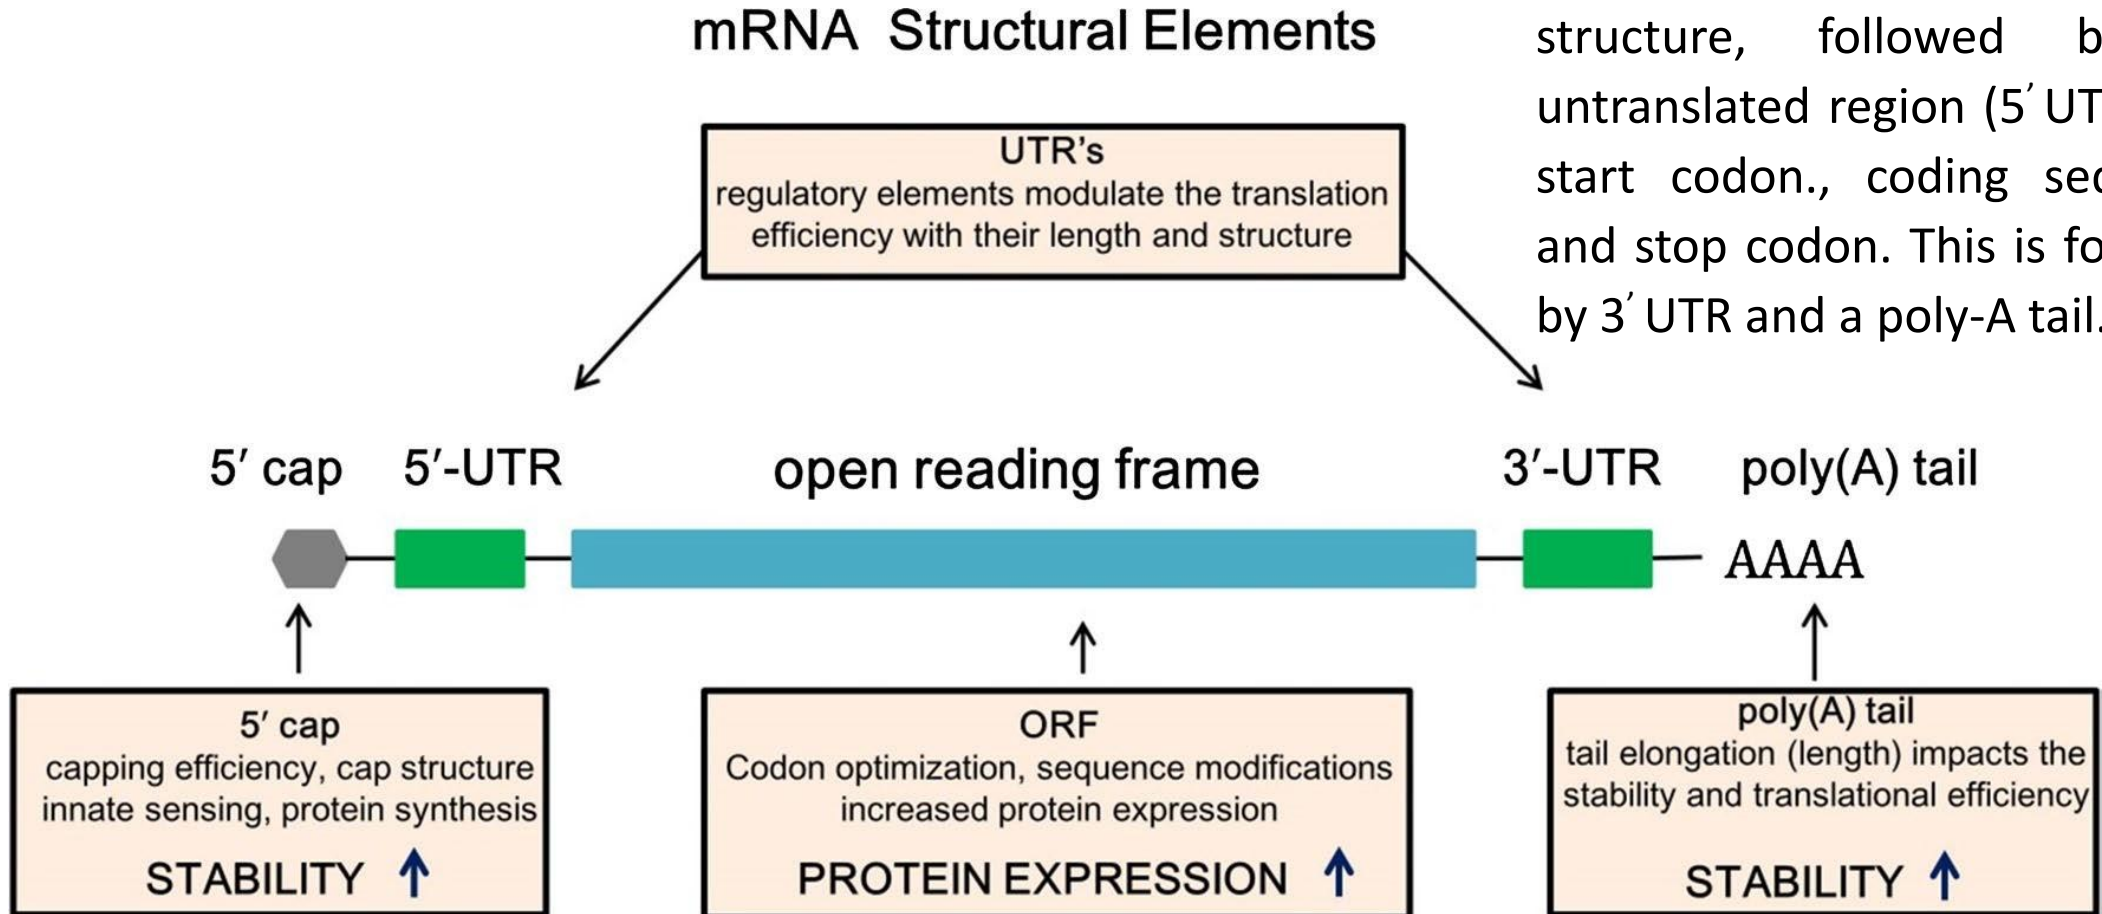 mRNA Structural Elements
structure, followed
untranslated region (5′ UT
start codon., coding
and stop codon. This is
by 3′ UTR and a poly-A tail.
UTR’s
regulatory elements modulate the translation
efficiency with their length and structure
5′ cap
5′-UTR
open reading frame
3′-UTR
poly(A) tail
AAAA
5′ cap
capping efficiency, cap structure
innate sensing, protein synthesis
STABILITY ↑
ORF
Codon optimization, sequence modifications
increased protein expression
PROTEIN EXPRESSION ↑
poly(A) tail
tail elongation (length) impacts the
stability and translational efficiency
STABILITY ↑